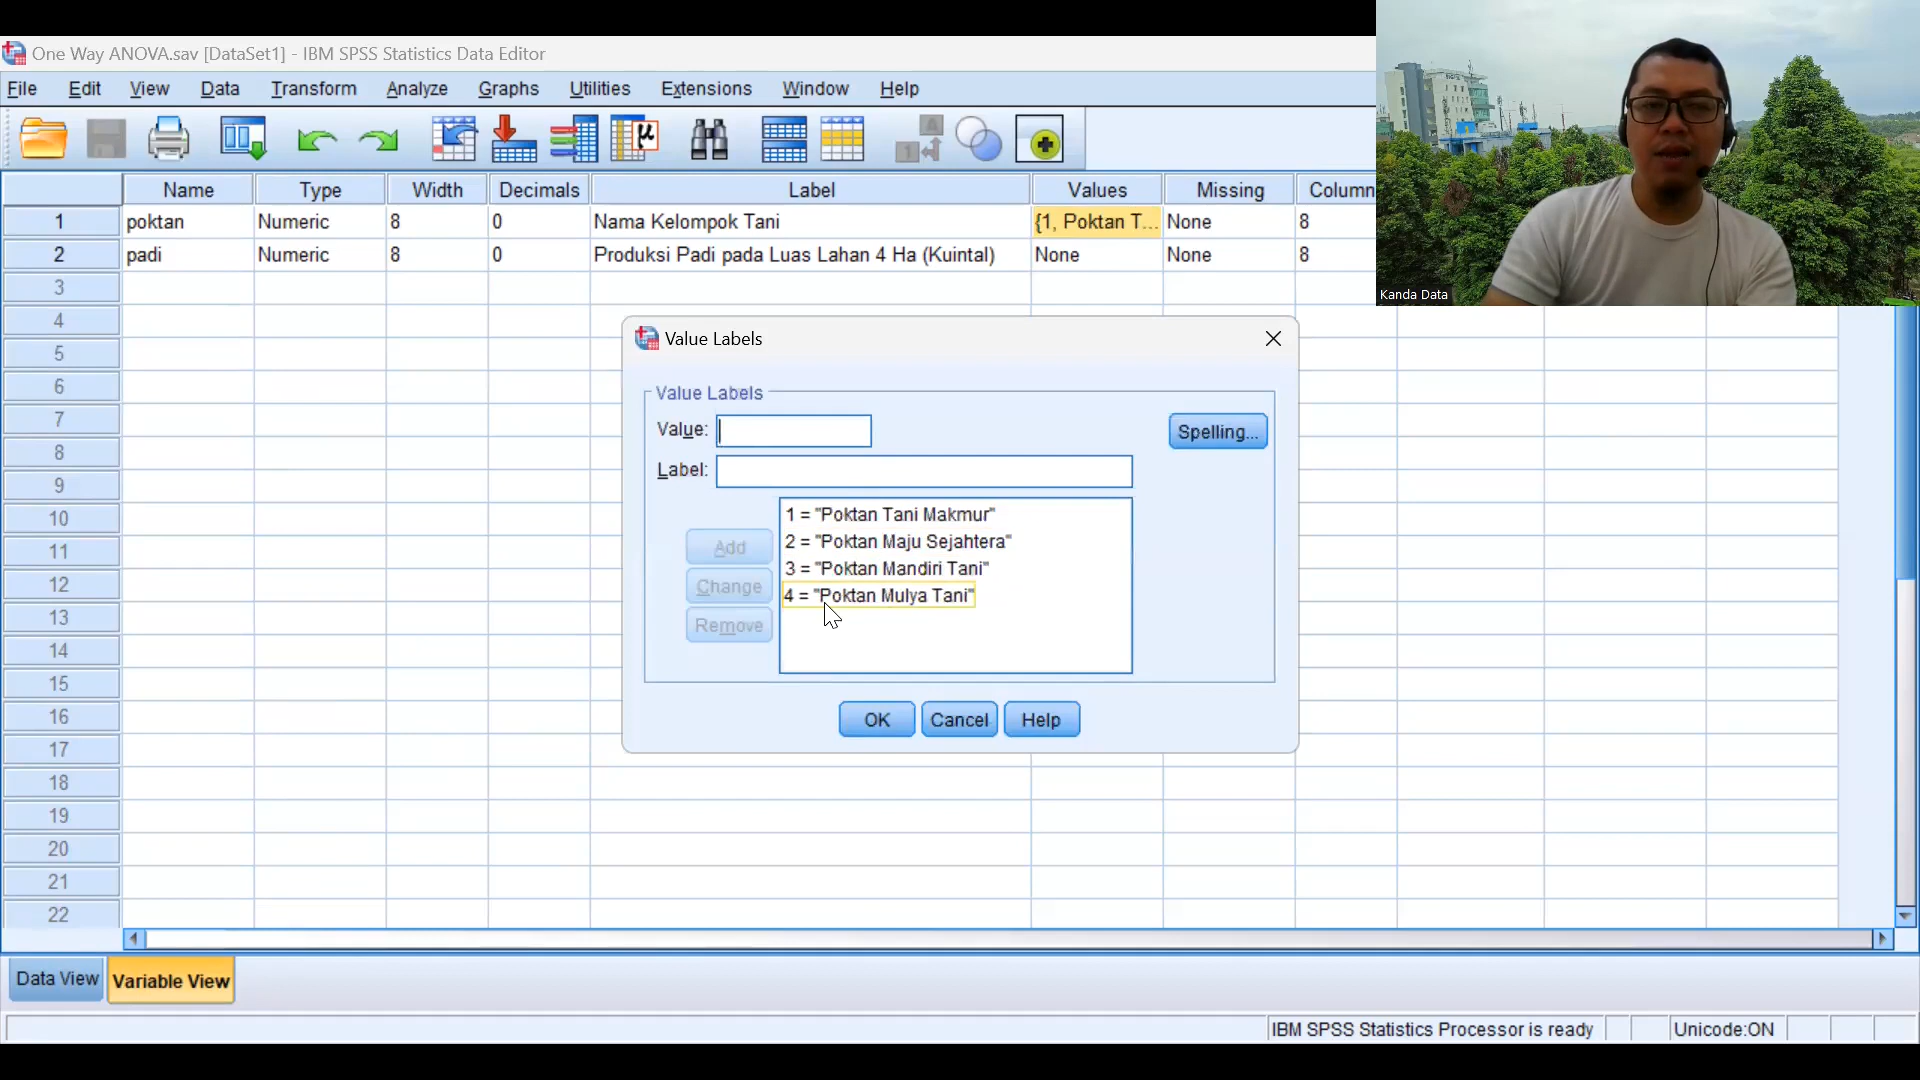 One Way ANOVA.sav [DataSet1] - IBM SPSS Statistics Data Editor
File Edit View Data Transform Analyze Graphs Utilities Extensions Window Help
Name Type Width Decimals Label Values Missing Column
1 poktan Numeric 8 0 Nama Kelompok Tani {1, Poktan T... None 8
2 padi Numeric 8 0 Produksi Padi pada Luas Lahan 4 Ha (Kuintal) None None 8
Kanda Data
3
4
5
6
7
8
9
10
11
12
13
14
15
16
17
18
19
20
21
22
Value Labels
Value Labels
Value:
Spelling...
Label:
1 = "Poktan Tani Makmur"
2 = "Poktan Maju Sejahtera"
3 = "Poktan Mandiri Tani"
4 = "Poktan Mulya Tani"
Add
Change
Remove
OK Cancel Help
Data View Variable View
IBM SPSS Statistics Processor is ready Unicode:ON